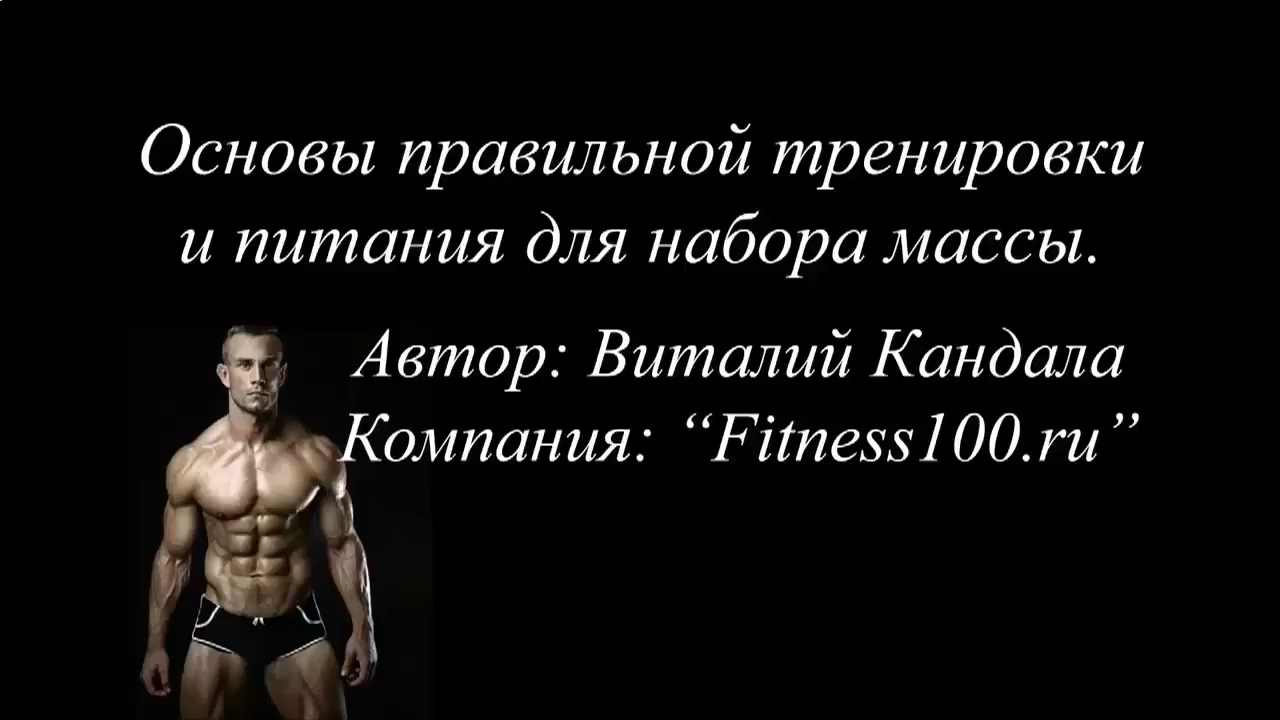 Основы правильной тренировки
и питания для набора массы.
Автор: Виталий Кандала
Компания: “Fitness100.ru”